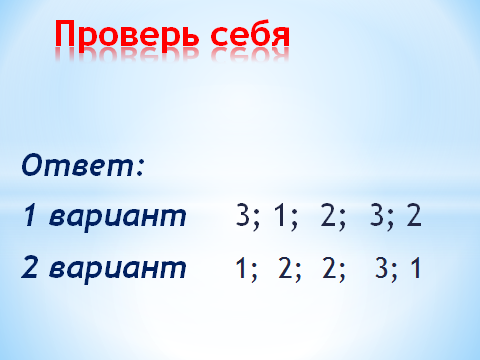 Проверь себя
Ответ:
1 вариант 3; 1; 2; 3; 2
2 вариант 1; 2; 2; 3; 1